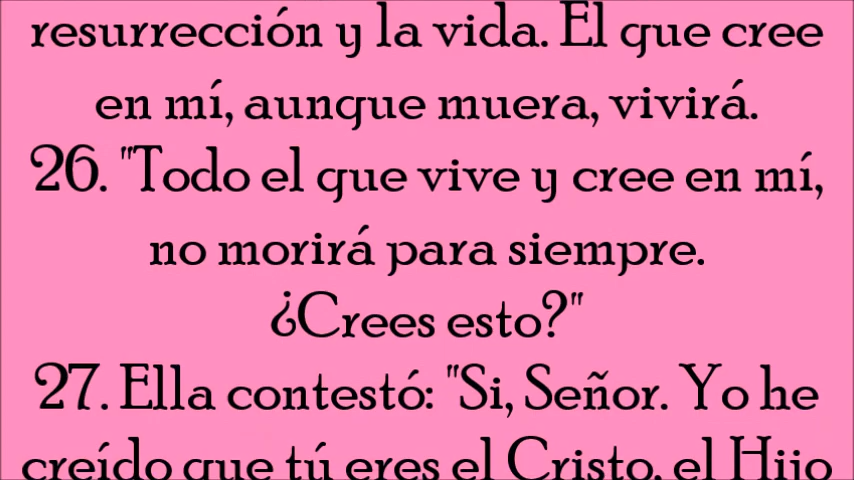 resurrección y la vida. El que cree
en mí, aunque muera, vivirá.
26. "Todo el que vive y cree en mí,
no morirá para siempre.
¿Crees esto?"
27. Ella contestó: "Si, Señor. Yo he
creído que tú eres el Cristo, el Hijo